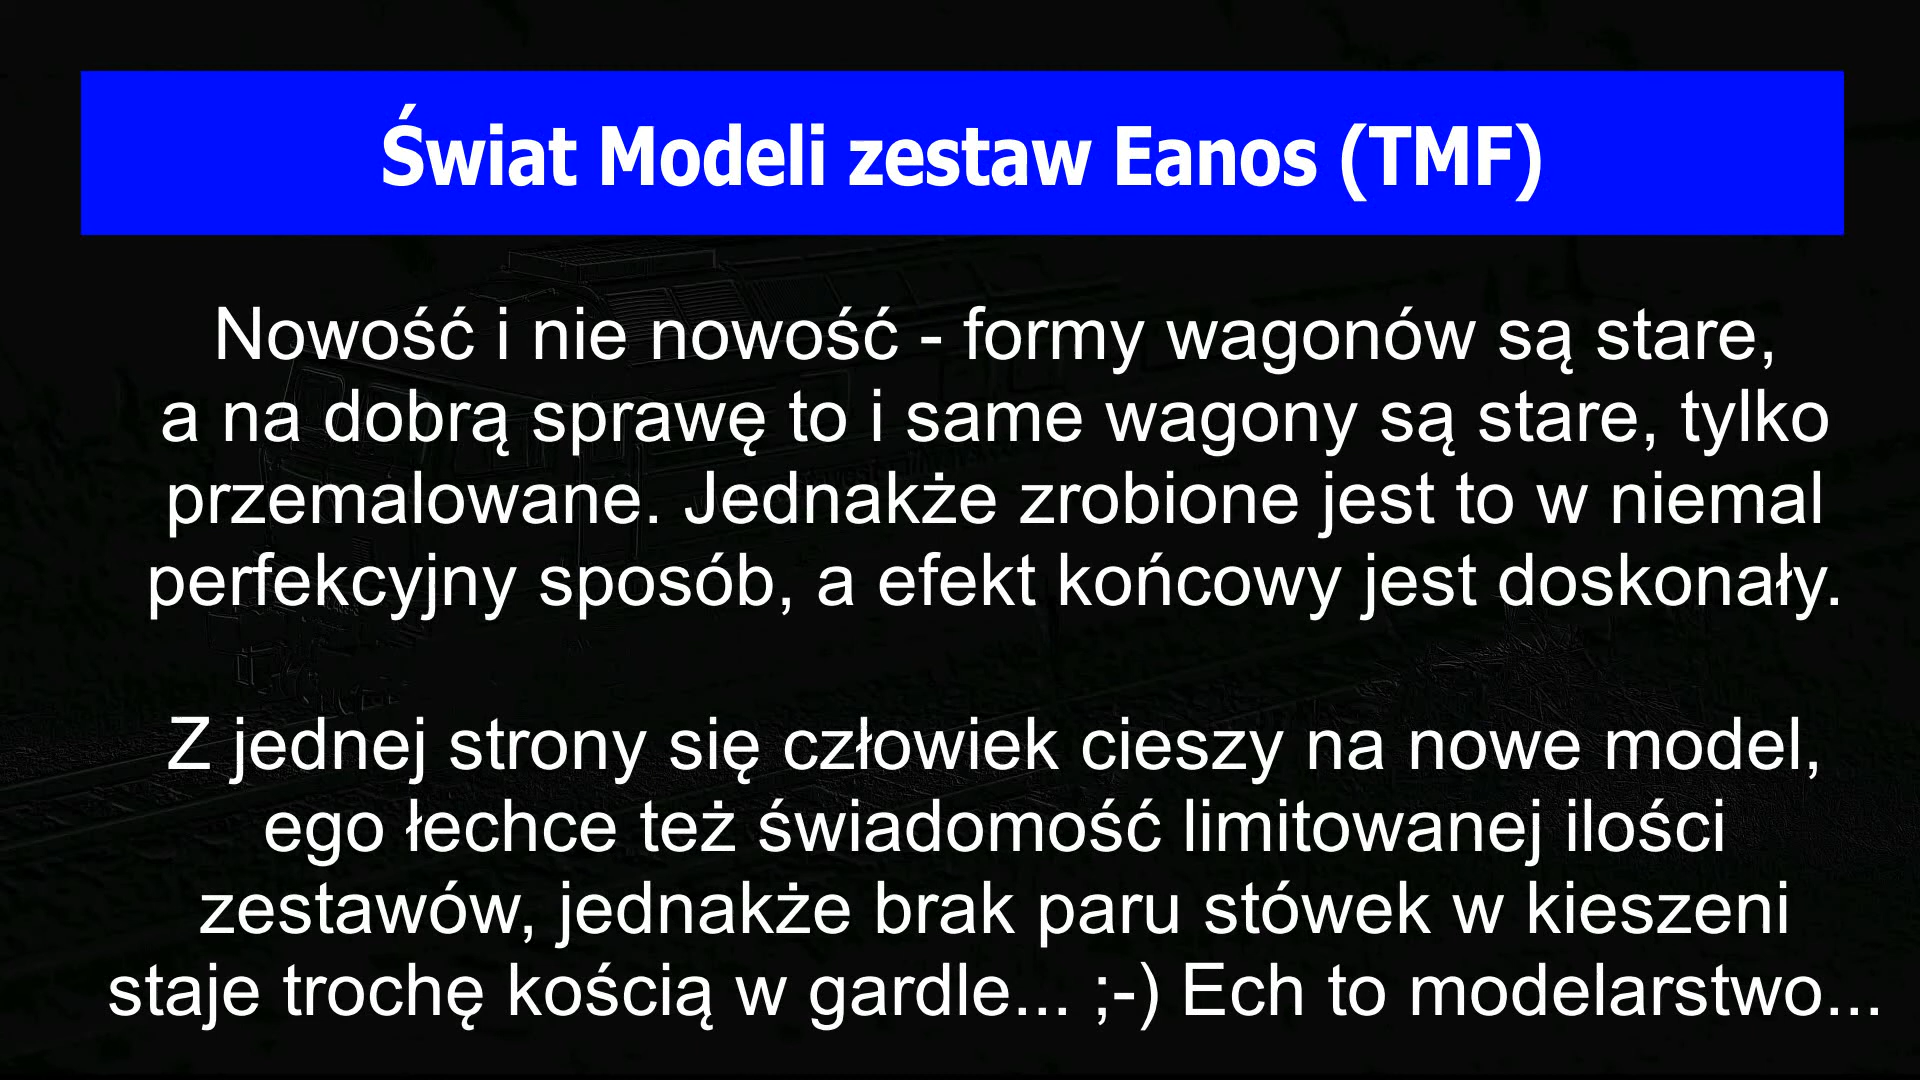 Świat Modeli zestaw Eanos (TMF)
Nowość i nie nowość - formy wagonów są stare,
a na dobrą sprawę to i same wagony są stare, tylko
przemalowane. Jednakże zrobione jest to w niemal
perfekcyjny sposób, a efekt końcowy jest doskonały.
Z jednej strony się człowiek cieszy na nowe model,
ego łechce też świadomość limitowanej ilości
zestawów, jednakże brak paru stówek w kieszeni
staje trochę kością w gardle... ;-) Ech to modelarstwo...